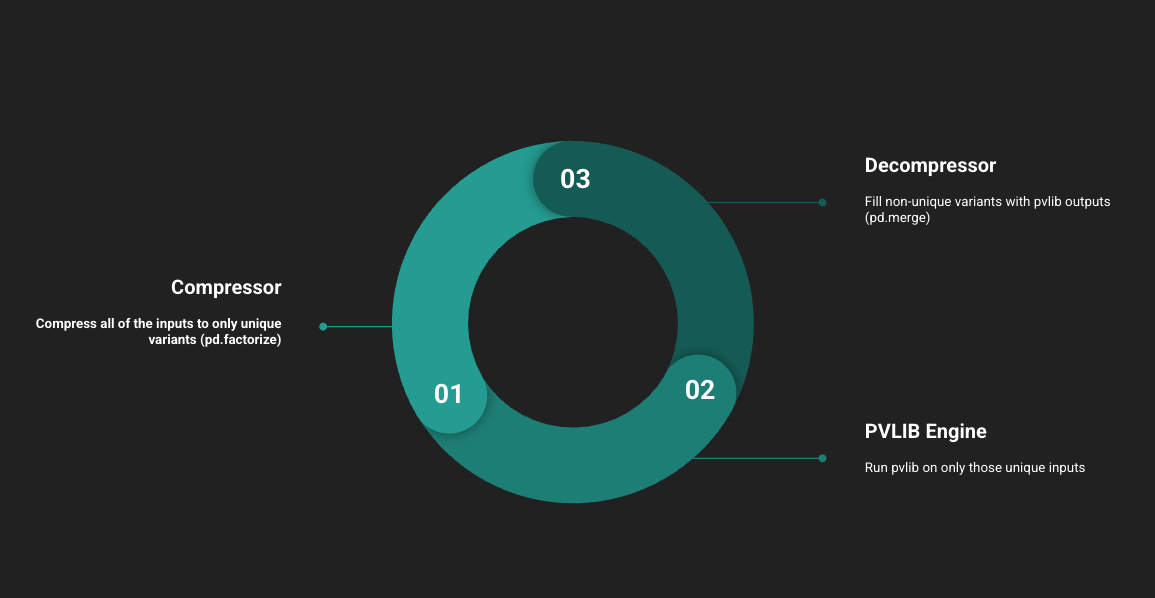 03
Decompressor
Fill non-unique variants with pvlib outputs
(pd.merge)
Compressor
Compress all of the inputs to only unique
variants (pd.factorize)
01
02
PVLIB Engine
Run pvlib on only those unique inputs